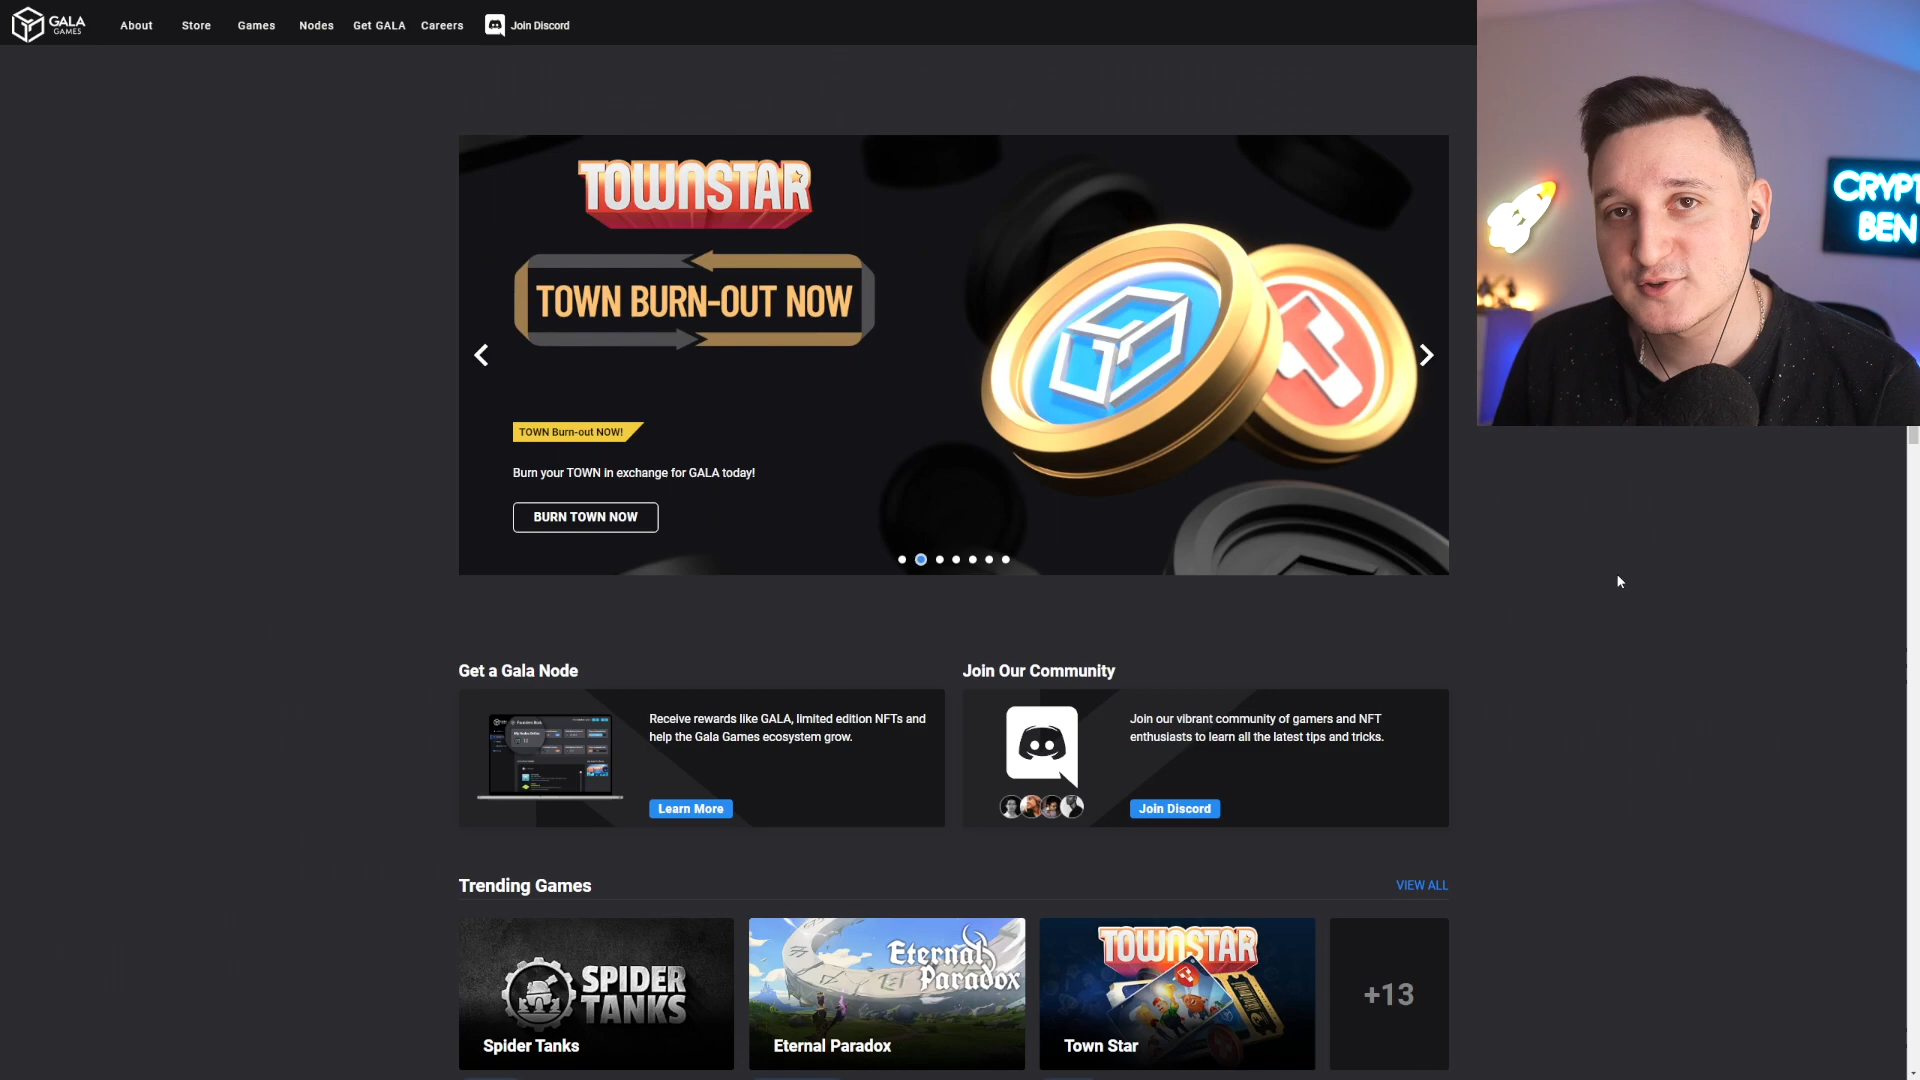 GALA
GAMES
About
Store
Games
Nodes
Get GALA
Careers
Join Discord
CRYPT
BEN
TOWNSTAR
TOWN BURN-OUT NOW
TOWN Burn-out NOW!
Burn your TOWN in exchange for GALA today!
BURN TOWN NOW
Get a Gala Node
Receive rewards like GALA, limited edition NFTs and
help the Gala Games ecosystem grow.
Learn More
Join Our Community
Join our vibrant community of gamers and NFT
enthusiasts to learn all the latest tips and tricks.
Join Discord
Trending Games
VIEW ALL
SPIDER
TANKS
Spider Tanks
Eternal
Paradox
Eternal Paradox
TOWNSTAR
Town Star
+13